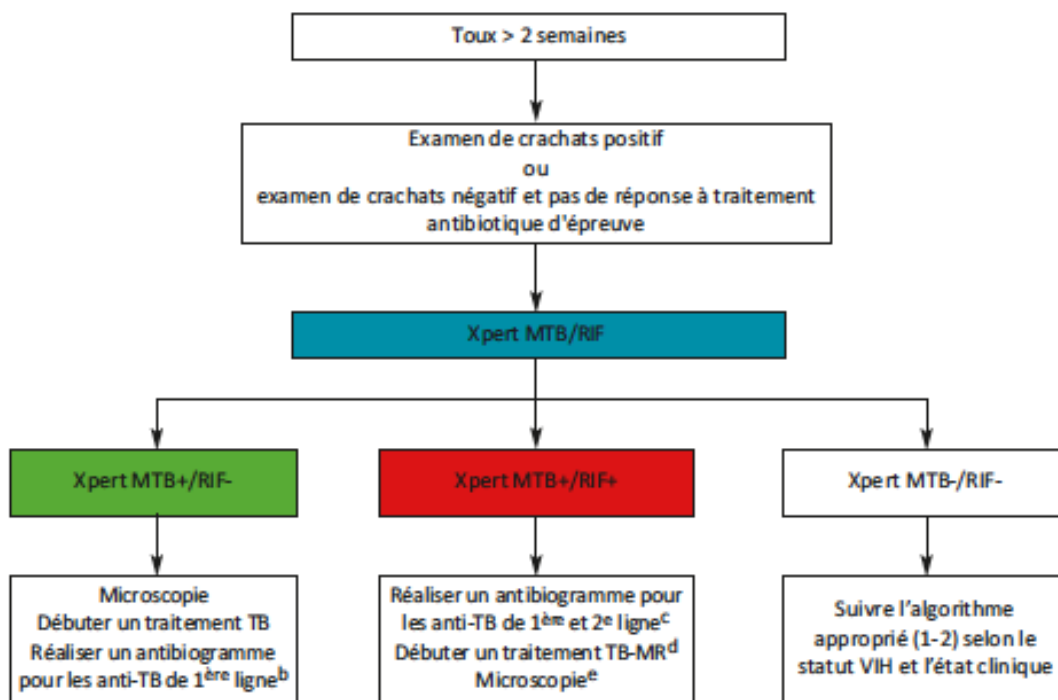 Toux > 2 semaines
Examen de crachats positif
ou
examen de crachats négatif et pas de réponse à traitement
antibiotique d'épreuve
Xpert MTB/RIF
Xpert MTB+/RIF-
Xpert MTB+/RIF+
Xpert MTB-/RIF-
Microscopie
Débuter un traitement TB
Réaliser un antibiogramme
pour les anti-TB de 1ère ligneb
Réaliser un antibiogramme pour
les anti-TB de 1ère et 2e lignec
Débuter un traitement TB-MRd
Microscopiee
Suivre l'algorithme
approprié (1-2) selon le
statut VIH et l'état clinique